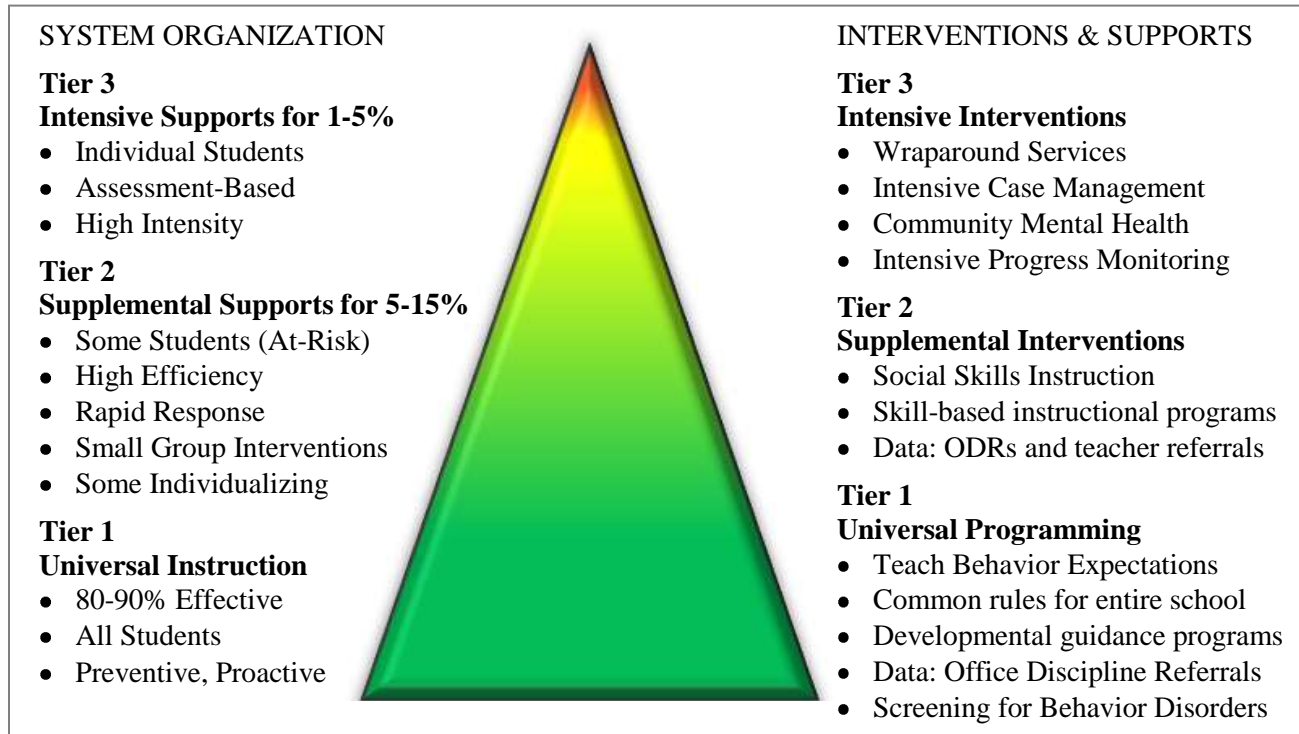 SYSTEM ORGANIZATION
Tier 3
Intensive Supports for 1-5%
• Individual Students
• Assessment-Based
• High Intensity
Tier 2
Supplemental Supports for 5-15%
• Some Students (At-Risk)
• High Efficiency
• Rapid Response
• Small Group Interventions
• Some Individualizing
Tier 1
Universal Instruction
• 80-90% Effective
• All Students
• Preventive, Proactive
INTERVENTIONS & SUPPORTS
Tier 3
Intensive Interventions
• Wraparound Services
• Intensive Case Management
• Community Mental Health
• Intensive Progress Monitoring
Tier 2
Supplemental Interventions
• Social Skills Instruction
• Skill-based instructional programs
• Data: ODRs and teacher referrals
Tier 1
Universal Programming
• Teach Behavior Expectations
• Common rules for entire school
• Developmental guidance programs
• Data: Office Discipline Referrals
• Screening for Behavior Disorders